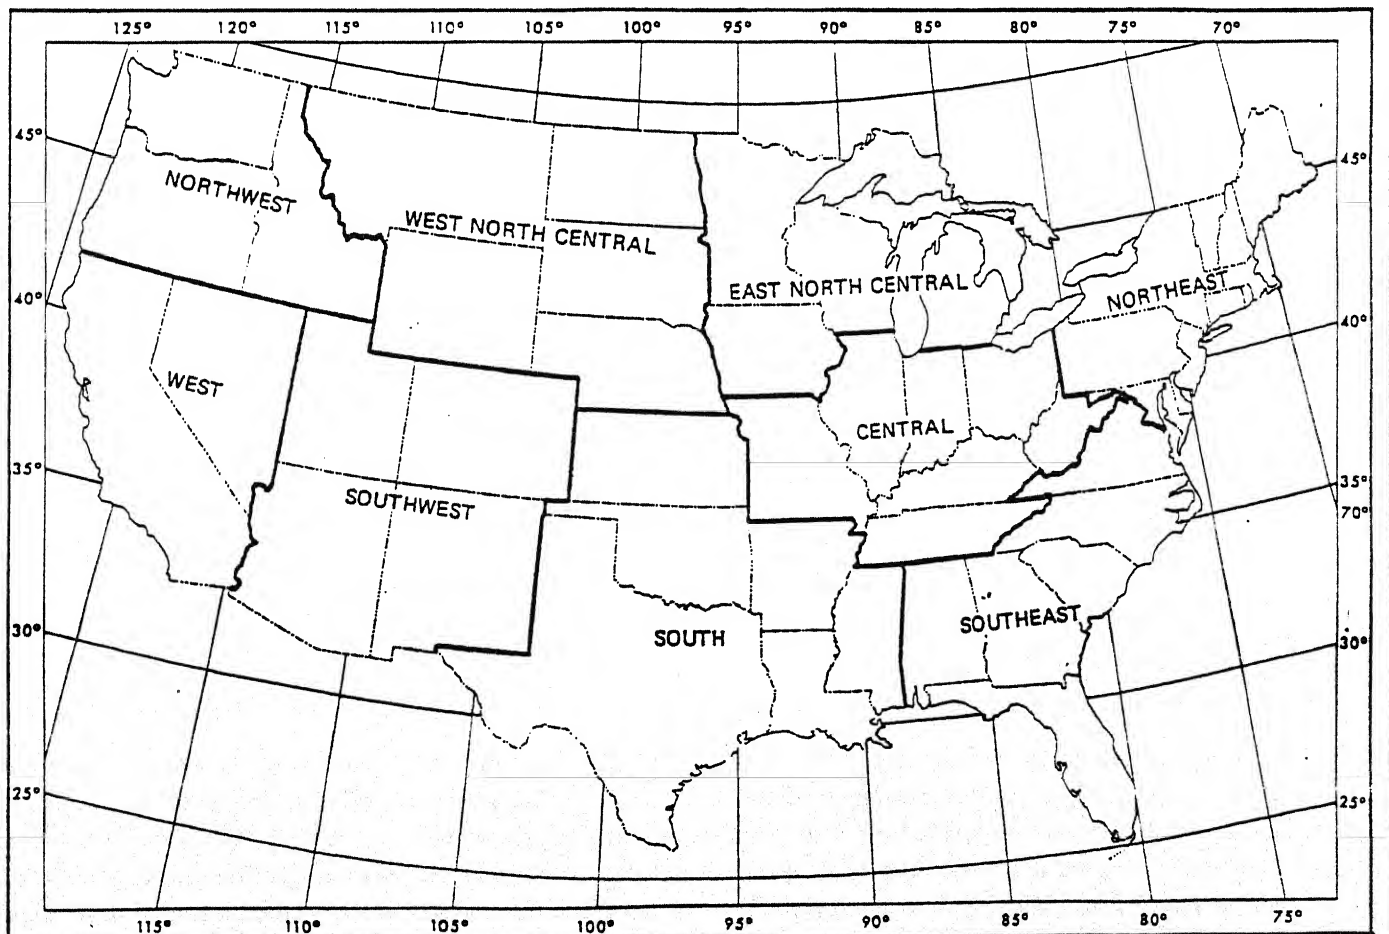 125° 120° 115° 110° 105° 100° 95° 90° 85° 80° 75° 70°
45° 45°
NORTHWEST
WEST NORTH CENTRAL
EAST NORTH CENTRAL
NORTHEAST
40° 40°
WEST
CENTRAL
35° 35°
SOUTHWEST
70°
SOUTHEAST
30° 30°
SOUTH
25° 25°
115° 110° 105° 100° 95° 90° 85° 80° 75°